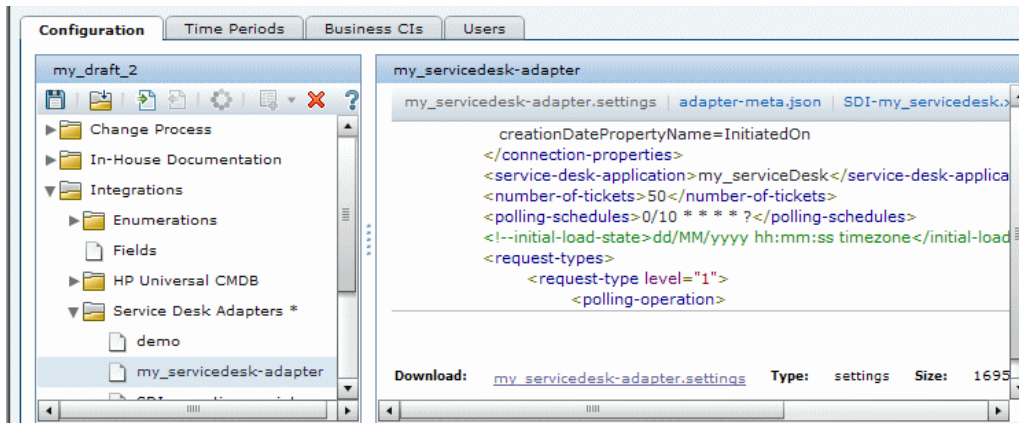 Configuration Time Periods Business CIs Users
my_draft_2
Change Process
In-House Documentation
Integrations
Enumerations
Fields
HP Universal CMDB
Service Desk Adapters *
demo
my_servicedesk-adapter
my_servicedesk-adapter
my_servicedesk-adapter.settings | adapter-meta.json | SDI-my_servicedesk.x
creationDatePropertyName=InitiatedOn
</connection-properties>
<service-desk-application>my_serviceDesk</service-desk-applica
<number-of-tickets>50</number-of-tickets>
<polling-schedules>0/10 * * * * ?</polling-schedules>
<!--initial-load-state>dd/MM/yyyy hh:mm:ss timezone</initial-load
<request-types>
<request-type level="1">
<polling-operation>
Download: my_servicedesk-adapter.settings Type: settings Size: 1695